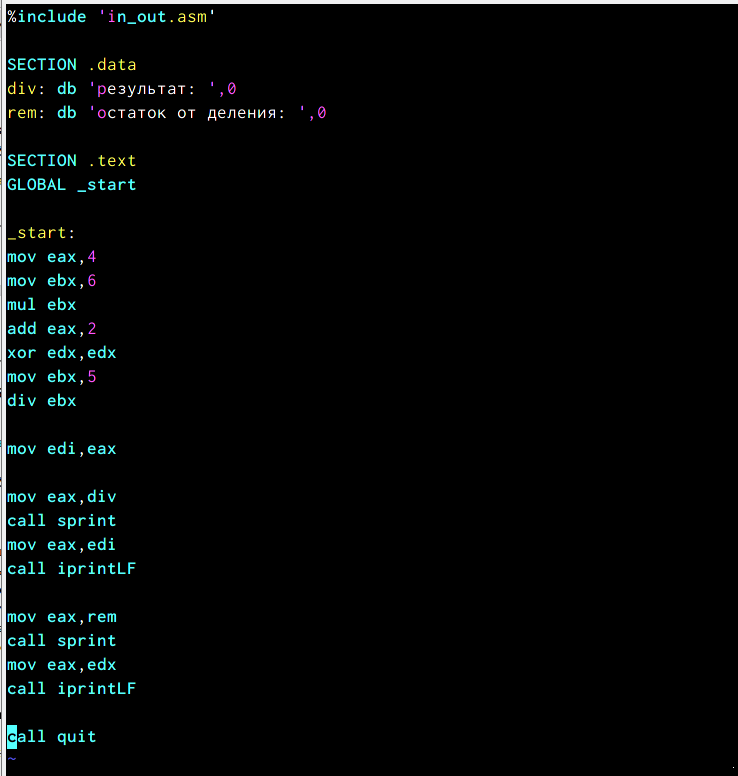 %include 'in_out.asm'
SECTION .data
div: db 'результат: ',0
rem: db 'остаток от деления: ',0
SECTION .text
GLOBAL _start
_start:
mov eax,4
mov ebx,6
mul ebx
add eax,2
xor edx,edx
mov ebx,5
div ebx
mov edi,eax
mov eax,div
call sprint
mov eax,edi
call iprintLF
mov eax,rem
call sprint
mov eax,edx
call iprintLF
call quit
~